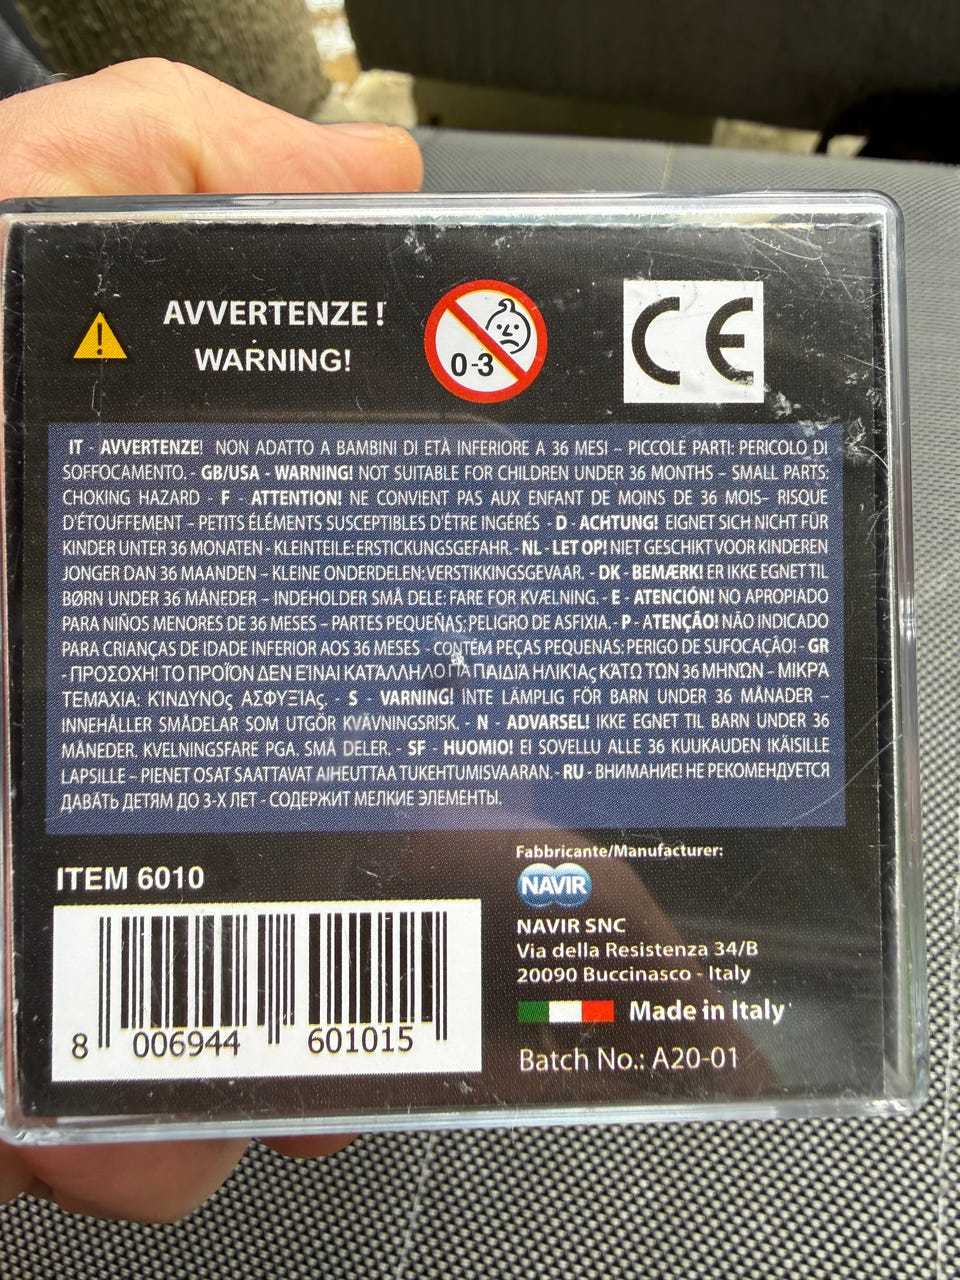 AVVERTENZE !
WARNING!
0-3
CE
IT - AVVERTENZE! NON ADATTO A BAMBINI DI ETÀ INFERIORE A 36 MESI – PICCOLE PARTI: PERICOLO DI
SOFFOCAMENTO. - GB/USA - WARNING! NOT SUITABLE FOR CHILDREN UNDER 36 MONTHS – SMALL PARTS:
CHOKING HAZARD - F - ATTENTION! NE CONVIENT PAS AUX ENFANT DE MOINS DE 36 MOIS– RISQUE
D'ÉTOUFFEMENT – PETITS ÉLÉMENTS SUSCEPTIBLES D'ÊTRE INGÉRÉS - D - ACHTUNG! EIGNET SICH NICHT FÜR
KINDER UNTER 36 MONATEN - KLEINTEILE: ERSTICKUNGSGEFAHR. - NL - LET OP! NIET GESCHIKT VOOR KINDEREN
JONGER DAN 36 MAANDEN – KLEINE ONDERDELEN: VERSTIKKINGSGEVAAR. - DK - BEMÆRK! ER IKKE EGNET TIL
BØRN UNDER 36 MÅNEDER – INDEHOLDER SMÅ DELE: FARE FOR KVÆLNING. - E - ATENCIÓN! NO APROPIADO
PARA NIÑOS MENORES DE 36 MESES – PARTES PEQUEÑAS: PELIGRO DE ASFIXIA. - P - ATENÇÃO! NÃO INDICADO
PARA CRIANÇAS DE IDADE INFERIOR AOS 36 MESES - CONTÉM PEÇAS PEQUENAS: PERIGO DE SUFOCAÇÃO! - GR
- ΠΡΟΣΟΧΗ! ΤΟ ΠΡΟΪΌΝ ΔΕΝ ΕΊΝΑΙ ΚΑΤΆΛΛΗΛΟ ΓΙΑ ΠΑΙΔΙΆ ΗΛΙΚΊΑς ΚΆΤΩ ΤΩΝ 36 ΜΗΝΏΝ – ΜΙΚΡΆ
ΤΕΜΆΧΙΑ: ΚΊΝΔΥΝΟς ΑΣΦΥΞΊΑς. - S - VARNING! INTE LÄMPLIG FÖR BARN UNDER 36 MÅNADER –
INNEHÅLLER SMÅDELAR SOM UTGÖR KVÄVNINGSRISK. - N - ADVARSEL! IKKE EGNET TIL BARN UNDER 36
MÅNEDER. KVELNINGSFARE PGA. SMÅ DELER. - SF - HUOMIO! EI SOVELLU ALLE 36 KUUKAUDEN IKÄISILLE
LAPSILLE – PIENET OSAT SAATTAVAT AIHEUTTAA TUKEHTUMISVAARAN. - RU - ВНИМАНИЕ! НЕ РЕКОМЕНДУЕТСЯ
ДАВАТЬ ДЕТЯМ ДО 3-Х ЛЕТ - СОДЕРЖИТ МЕЛКИЕ ЭЛЕМЕНТЫ.
ITEM 6010
8 006944 601015
Fabbricante/Manufacturer:
NAVIR
NAVIR SNC
Via della Resistenza 34/B
20090 Buccinasco - Italy
Made in Italy
Batch No.: A20-01